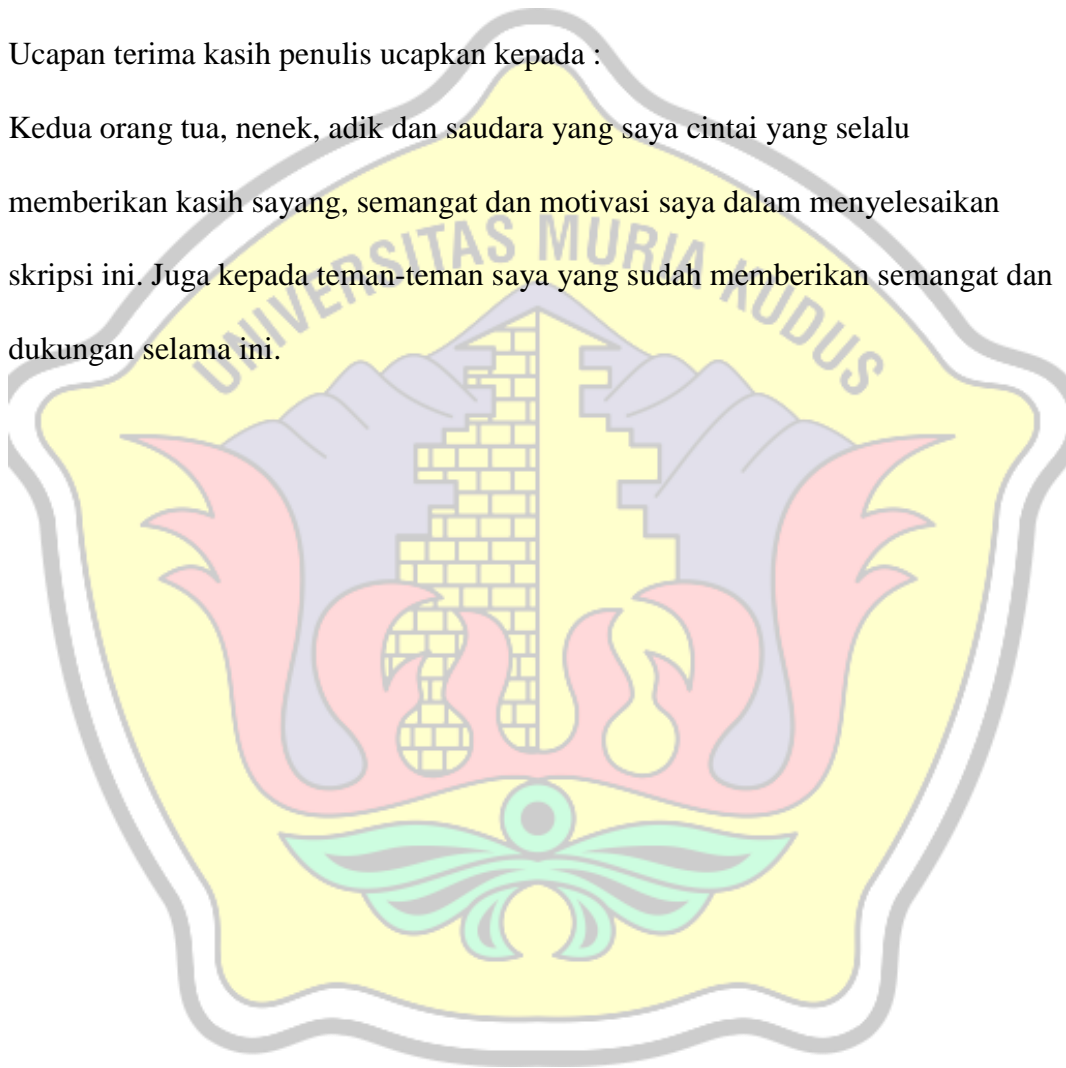 Ucapan terima kasih penulis ucapkan kepada :
Kedua orang tua, nenek, adik dan saudara yang saya cintai yang selalu
memberikan kasih sayang, semangat dan motivasi saya dalam menyelesaikan
skripsi ini. Juga kepada teman-teman saya yang sudah memberikan semangat dan
dukungan selama ini.
UNIVERSITAS MURIA KUDUS